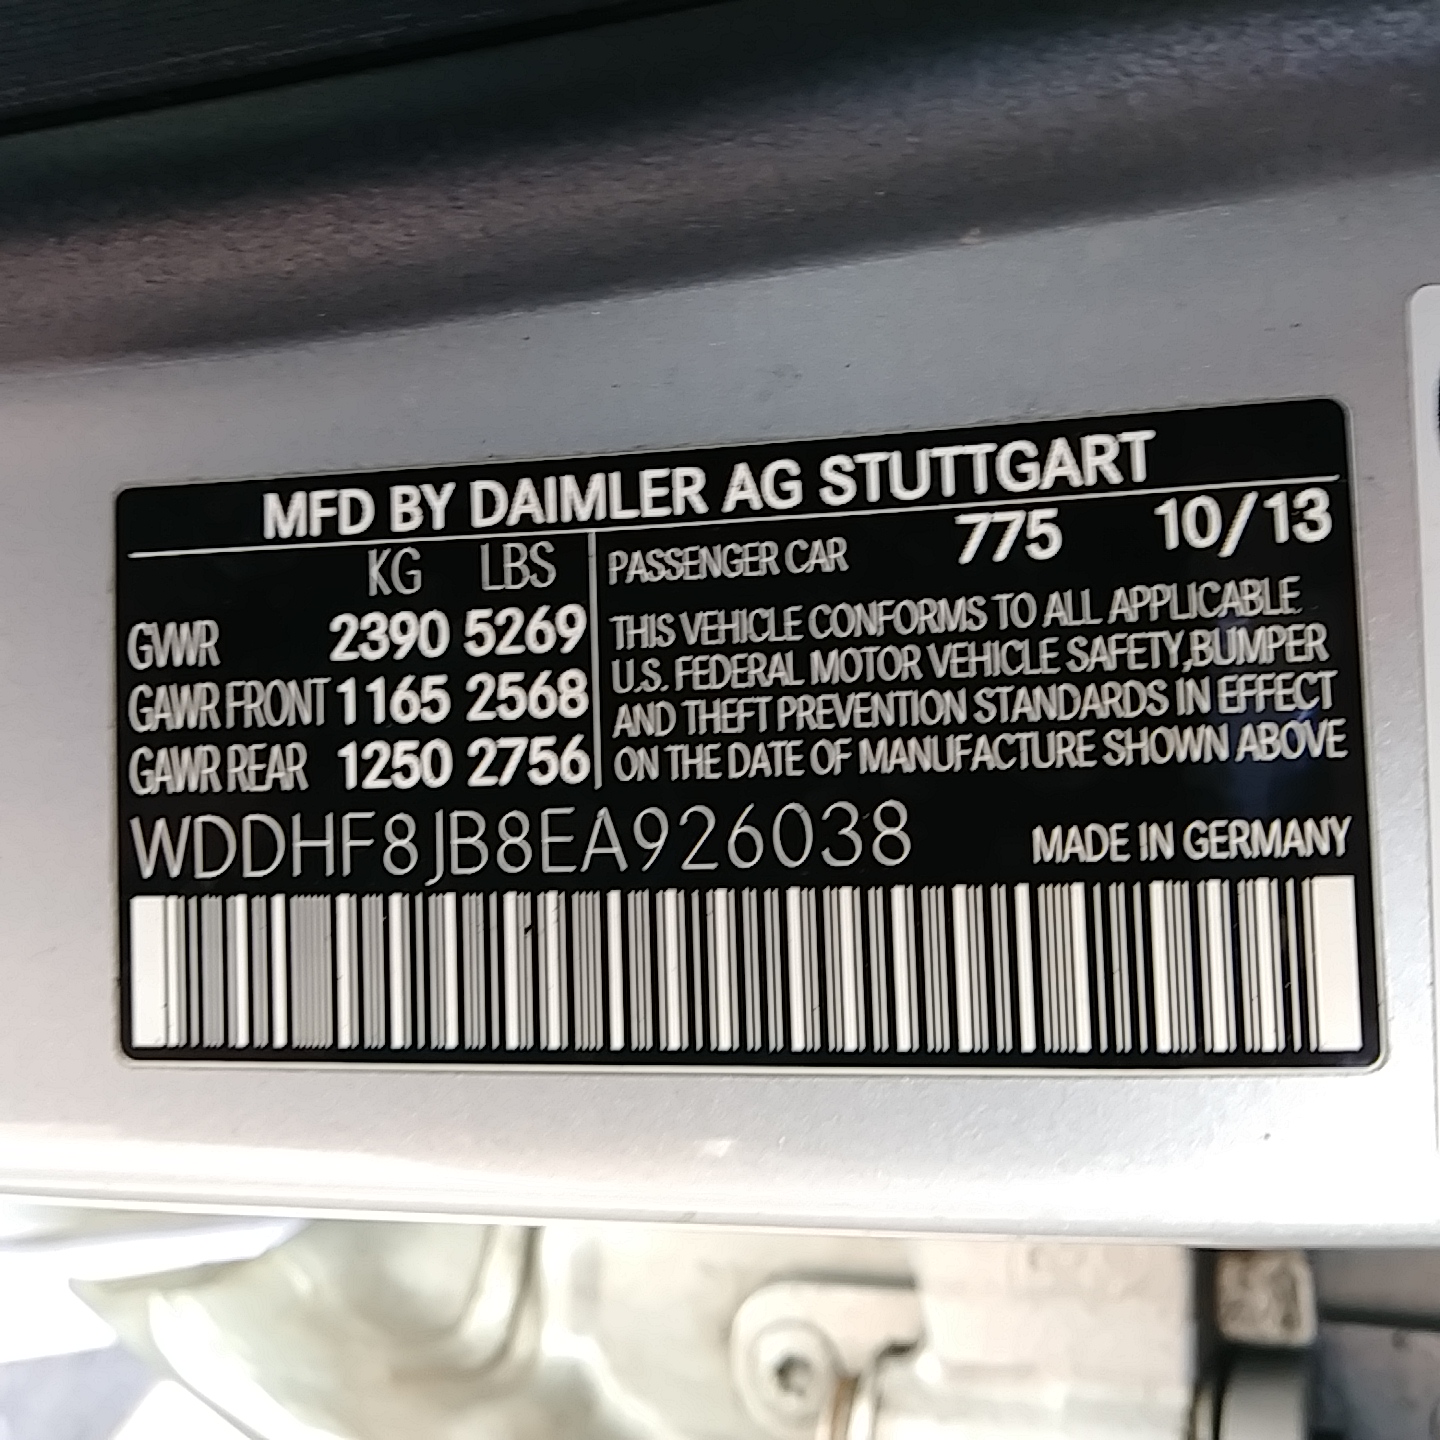 MFD BY DAIMLER AG STUTTGART
KG LBS
GVWR 2390 5269
GAWR FRONT 1165 2568
GAWR REAR 1250 2756
PASSENGER CAR 775 10/13
THIS VEHICLE CONFORMS TO ALL APPLICABLE
U.S. FEDERAL MOTOR VEHICLE SAFETY,BUMPER
AND THEFT PREVENTION STANDARDS IN EFFECT
ON THE DATE OF MANUFACTURE SHOWN ABOVE
WDDHF8JB8EA926038
MADE IN GERMANY